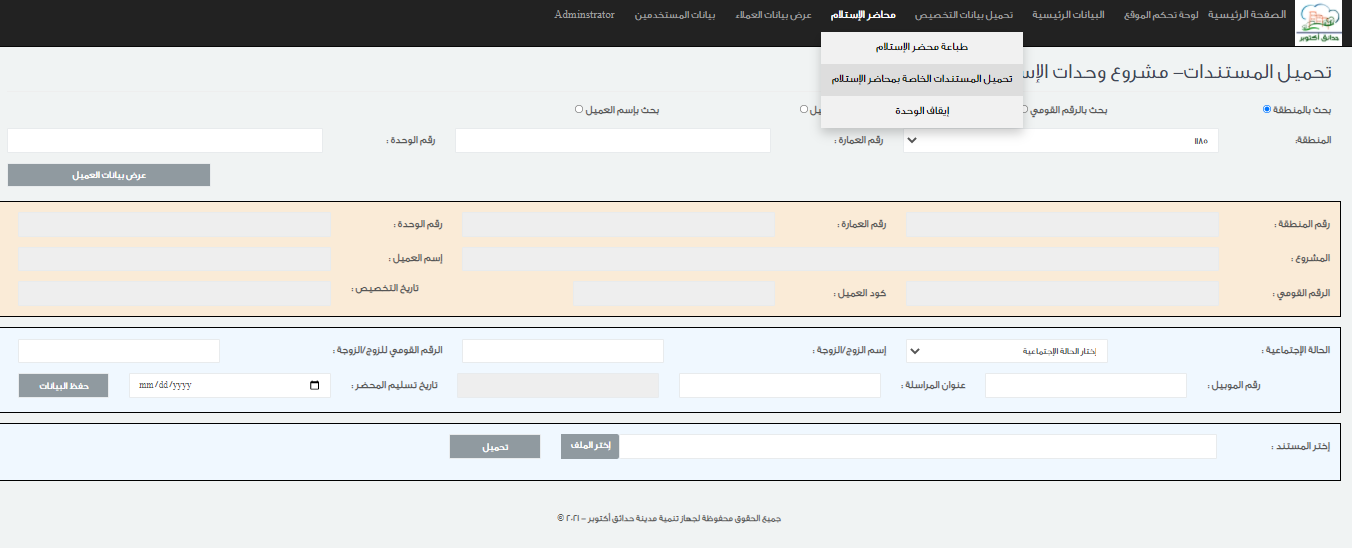 حدائق أكتوبر
الصفحة الرئيسية لوحة تحكم الموقع البيانات الرئيسية تحميل بيانات التخصيص محاضر الإستلام عرض بيانات العملاء بيانات المستخدمين Adminstrator
طباعة محضر الإستلام
تحميل المستندات الخاصة بمحاضر الإستلام
إيقاف الوحدة
تحميل المستندات- مشروع وحدات
بحث بالمنطقة بحث بالرقم القومي بحث بإسم العميل
المنطقة: ١١٨٥ رقم العمارة : رقم الوحدة :
عرض بيانات العميل
رقم المنطقة : رقم العمارة : رقم الوحدة :
المشروع : إسم العميل :
الرقم القومي : كود العميل : تاريخ التخصيص :
الحالة الإجتماعية : إختار الحالة الإجتماعية إسم الزوج/الزوجة : الرقم القومي للزوج/الزوجة :
رقم الموبيل : عنوان المراسلة : تاريخ تسليم المحضر : mm/dd/yyyy حفظ البيانات
إختر المستند : إختر الملف تحميل
جميع الحقوق محفوظة لجهاز تنمية مدينة حدائق أكتوبر - ٢٠٢١ ©